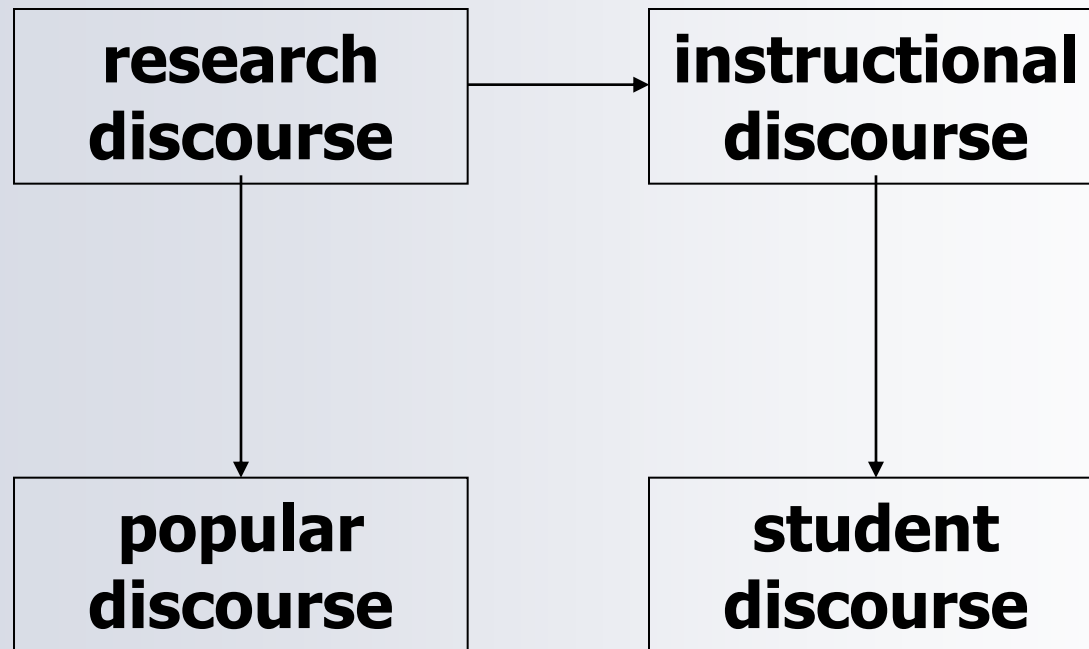 research
discourse
instructional
discourse
popular
discourse
student
discourse